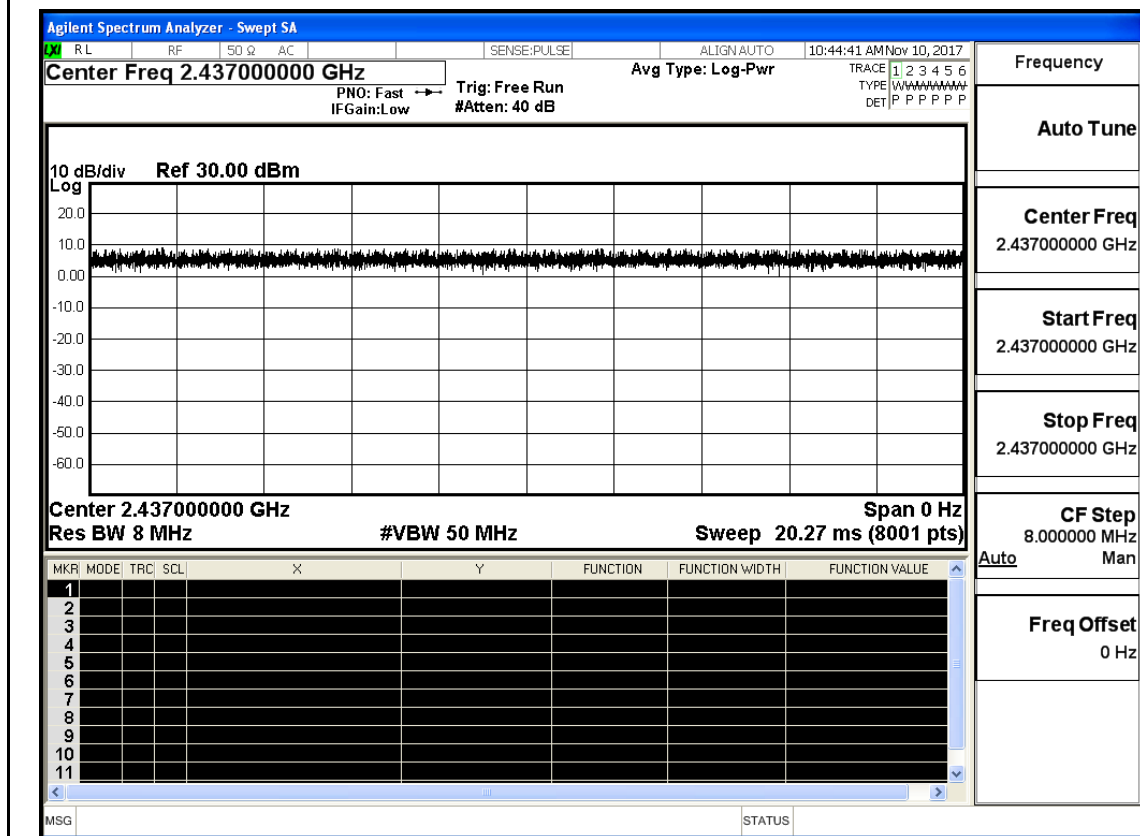 Agilent Spectrum Analyzer - Swept SA
LXI RL RF 50 Ω AC SENSE:PULSE ALIGN AUTO 10:44:41 AM Nov 10, 2017
Center Freq 2.437000000 GHz
PNO: Fast
IFGain:Low
Trig: Free Run
#Atten: 40 dB
Avg Type: Log-Pwr
TRACE 1 2 3 4 5 6
TYPE WWWWWW
DET P P P P P P
10 dB/div Ref 30.00 dBm
Log
20.0
10.0
0.00
-10.0
-20.0
-30.0
-40.0
-50.0
-60.0
Center 2.437000000 GHz Span 0 Hz
Res BW 8 MHz #VBW 50 MHz Sweep 20.27 ms (8001 pts)
MKR MODE TRC SCL X Y FUNCTION FUNCTION WIDTH FUNCTION VALUE
1
2
3
4
5
6
7
8
9
10
11
MSG STATUS
Frequency
Auto Tune
Center Freq
2.437000000 GHz
Start Freq
2.437000000 GHz
Stop Freq
2.437000000 GHz
CF Step
8.000000 MHz
Auto Man
Freq Offset
0 Hz